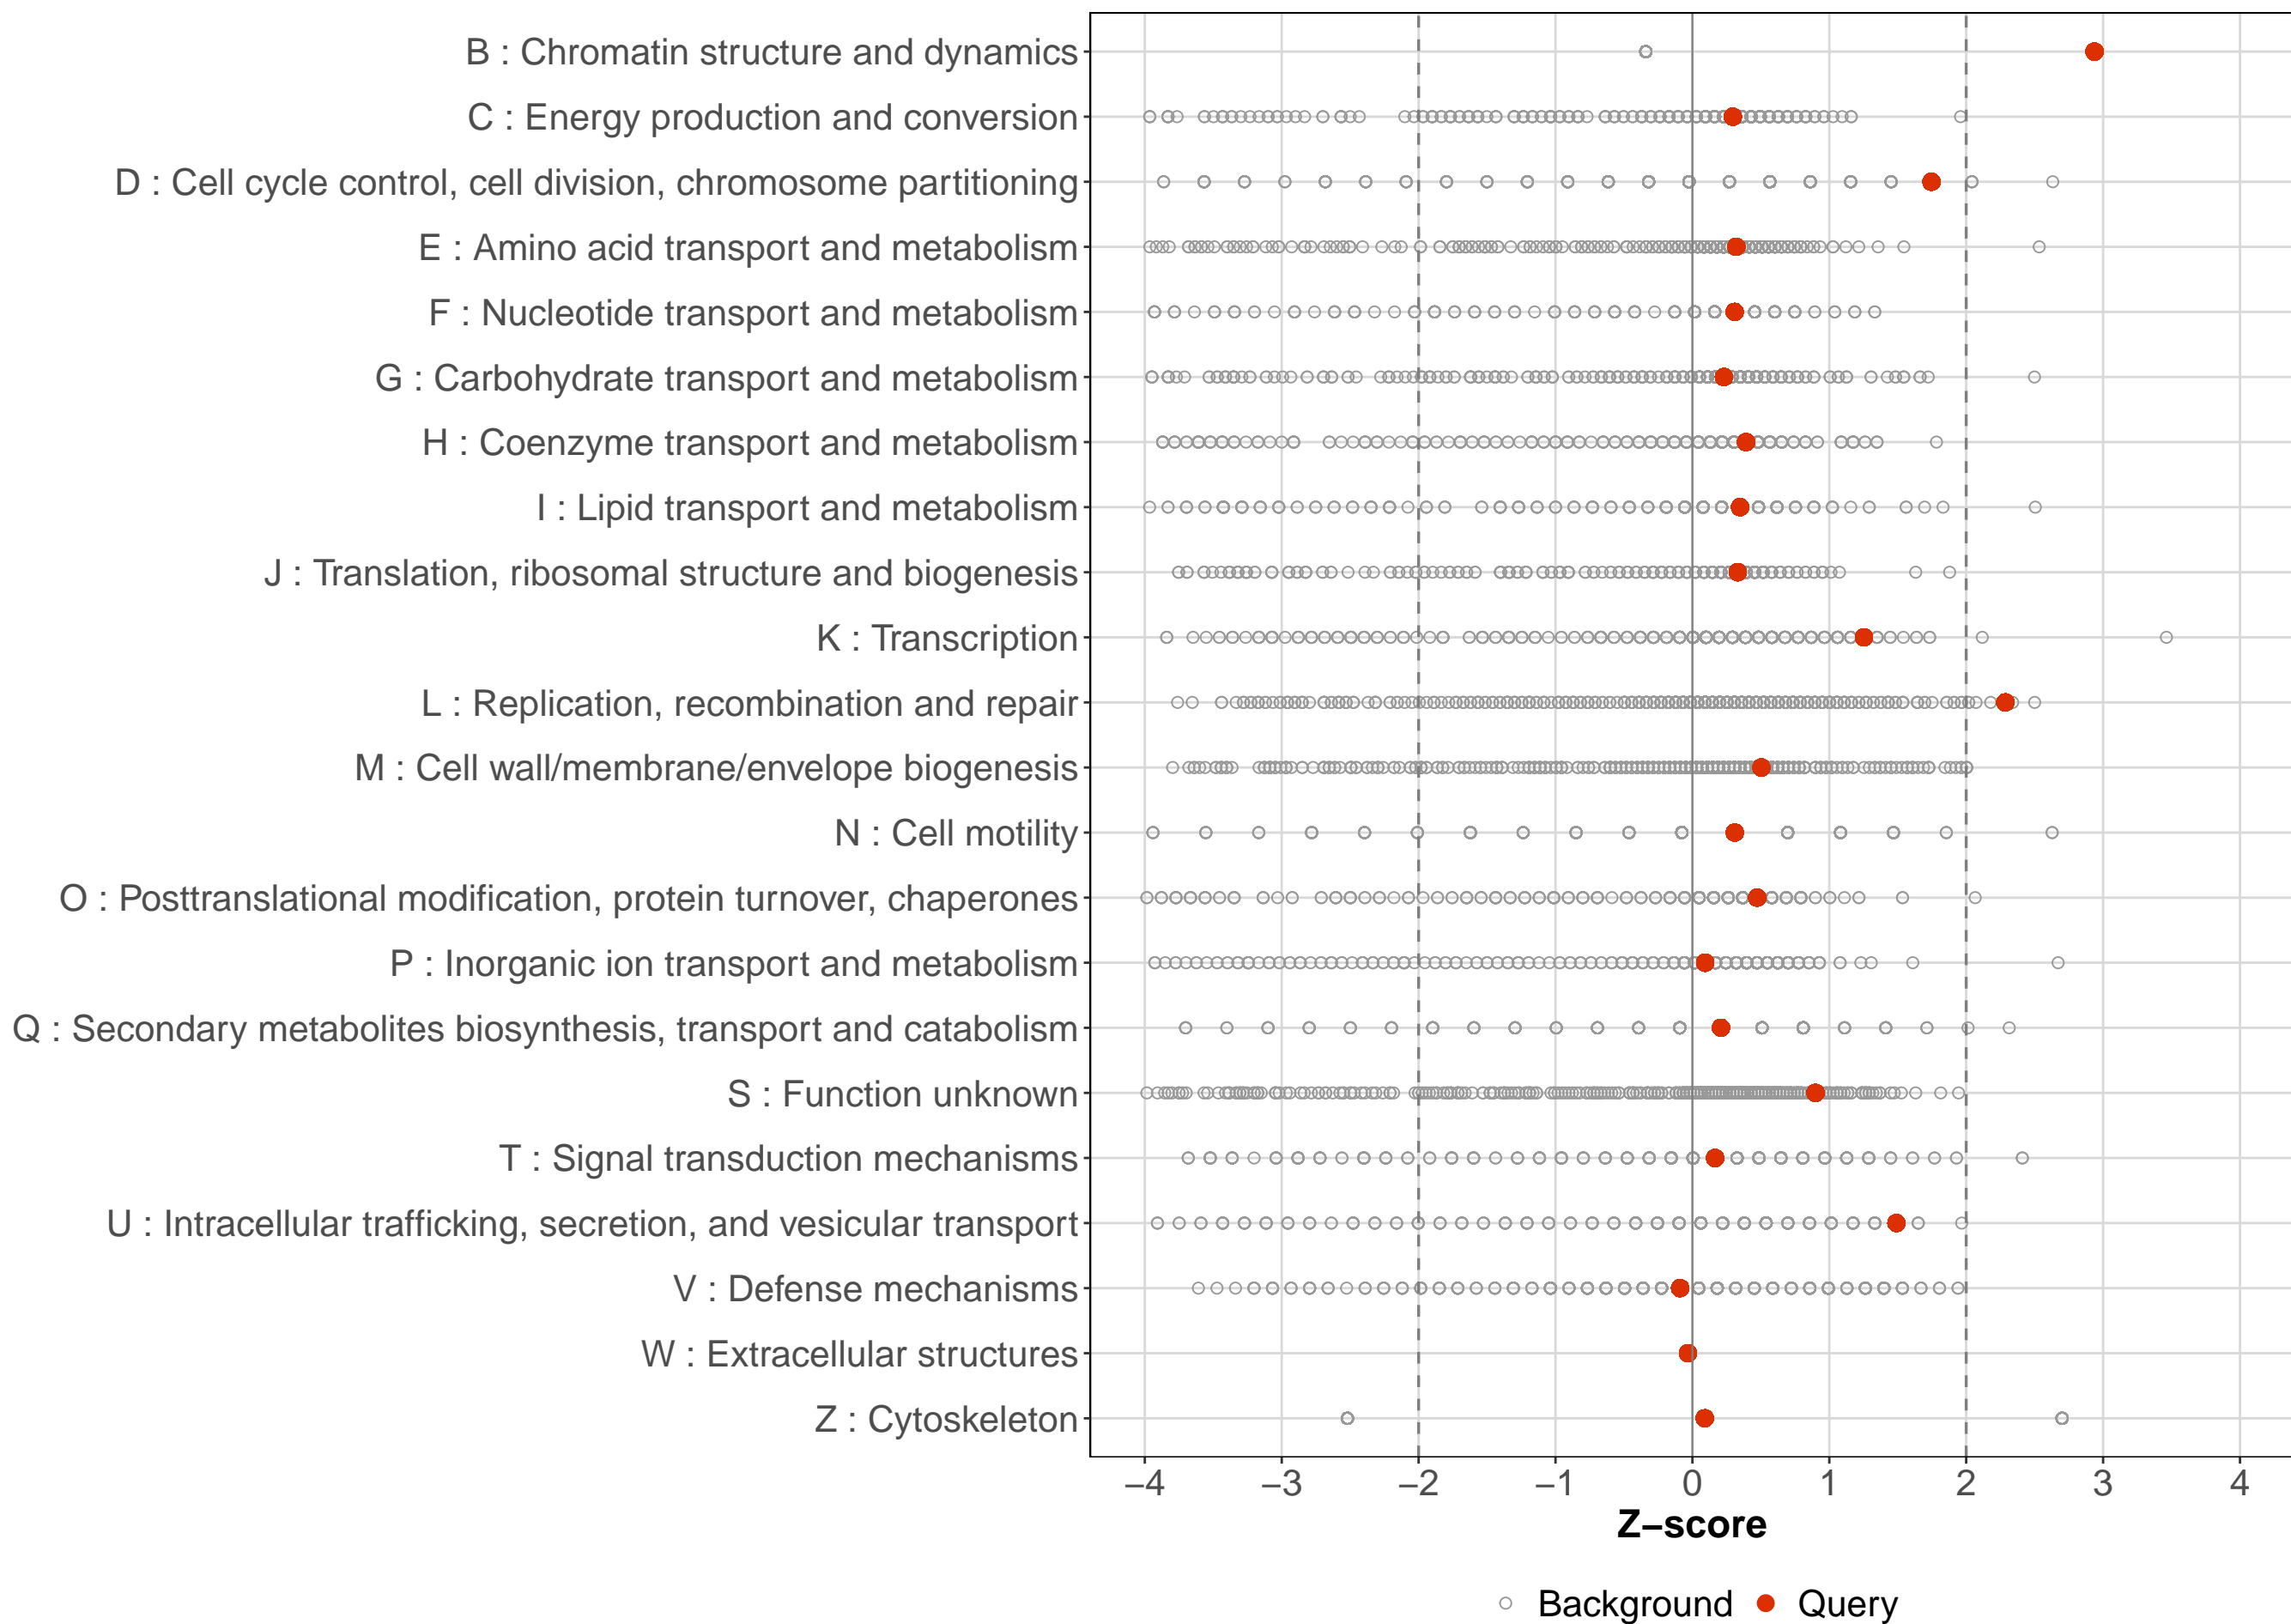 B : Chromatin structure and dynamics
C : Energy production and conversion
D : Cell cycle control, cell division, chromosome partitioning
E : Amino acid transport and metabolism
F : Nucleotide transport and metabolism
G : Carbohydrate transport and metabolism
H : Coenzyme transport and metabolism
I : Lipid transport and metabolism
J : Translation, ribosomal structure and biogenesis
K : Transcription
L : Replication, recombination and repair
M : Cell wall/membrane/envelope biogenesis
N : Cell motility
O : Posttranslational modification, protein turnover, chaperones
P : Inorganic ion transport and metabolism
Q : Secondary metabolites biosynthesis, transport and catabolism
S : Function unknown
T : Signal transduction mechanisms
U : Intracellular trafficking, secretion, and vesicular transport
V : Defense mechanisms
W : Extracellular structures
Z : Cytoskeleton
−4 −3 −2 −1 0 1 2 3 4
Z−score
Background Query